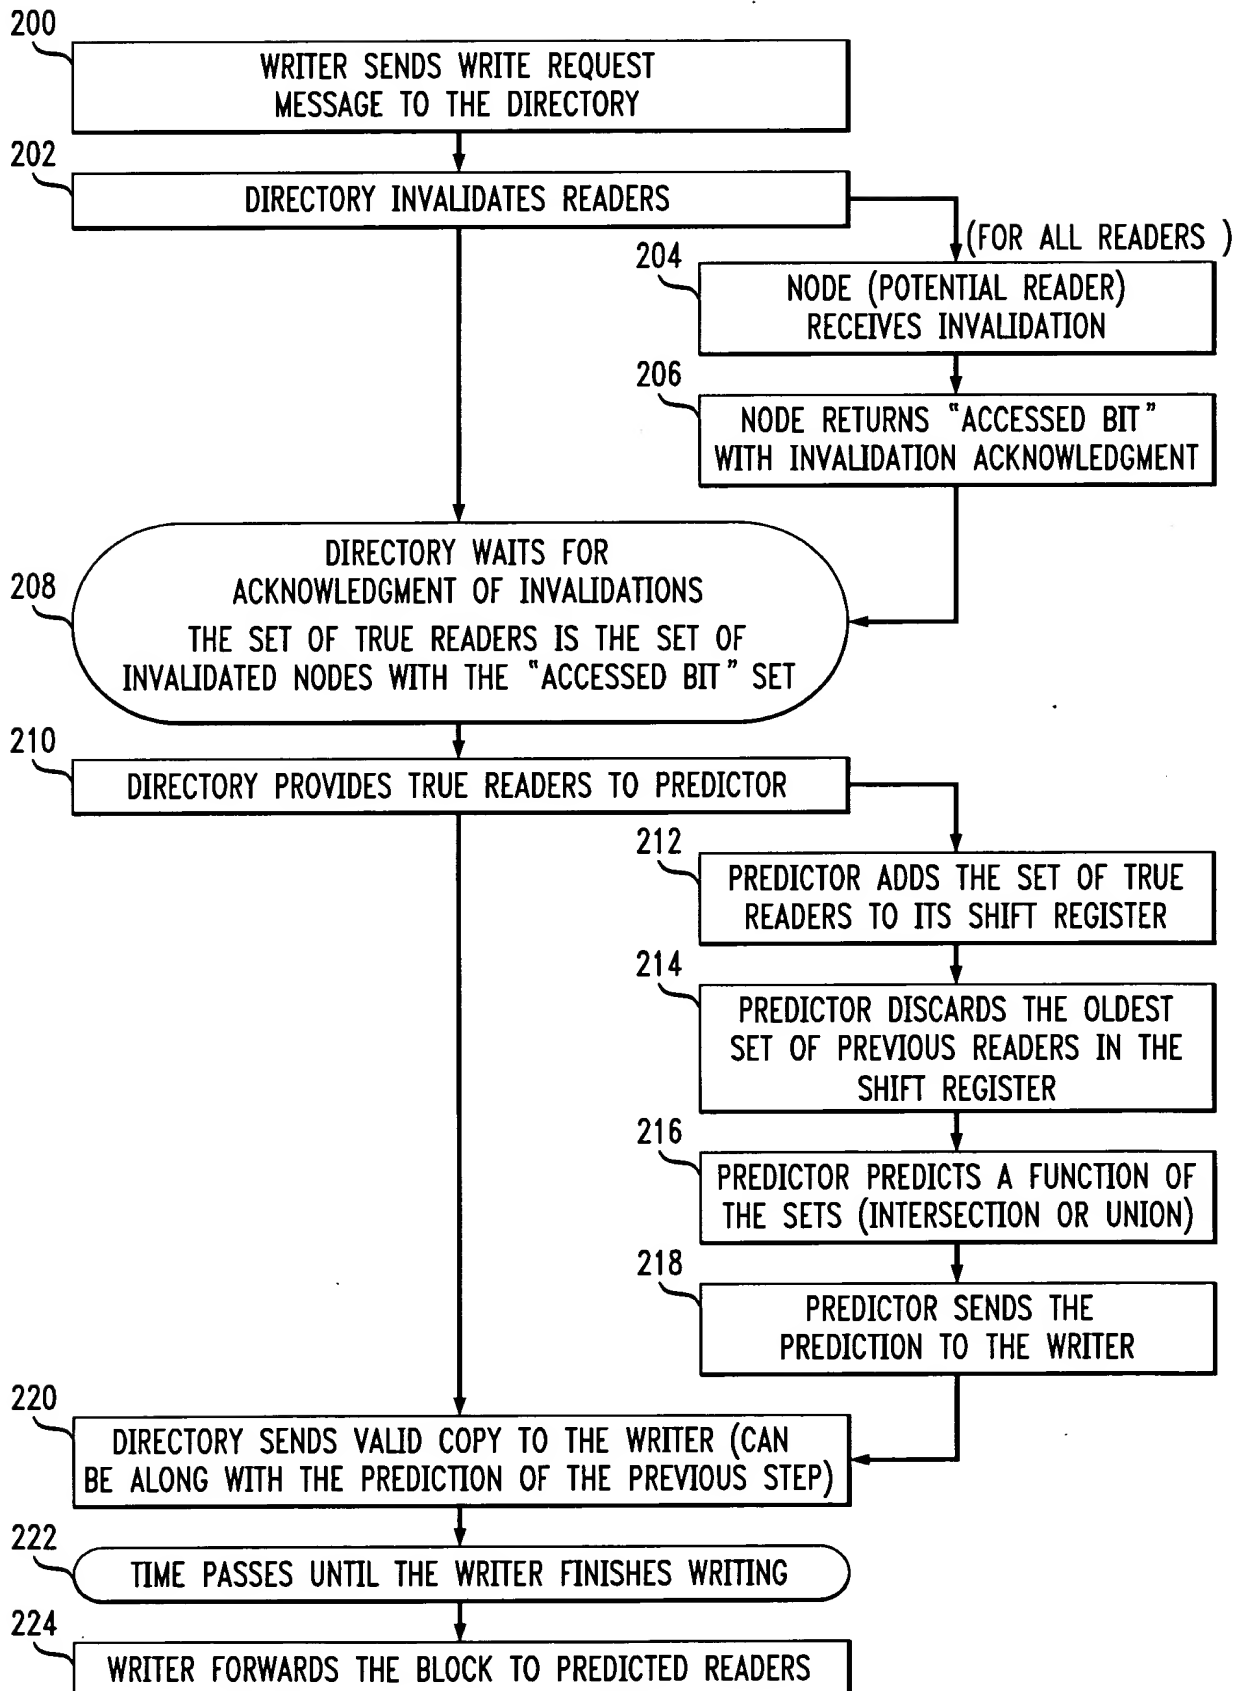 200
WRITER SENDS WRITE REQUEST
MESSAGE TO THE DIRECTORY
202
DIRECTORY INVALIDATES READERS
(FOR ALL READERS )
204
NODE (POTENTIAL READER)
RECEIVES INVALIDATION
206
NODE RETURNS "ACCESSED BIT"
WITH INVALIDATION ACKNOWLEDGMENT
208
DIRECTORY WAITS FOR
ACKNOWLEDGMENT OF INVALIDATIONS
THE SET OF TRUE READERS IS THE SET OF
INVALIDATED NODES WITH THE "ACCESSED BIT" SET
210
DIRECTORY PROVIDES TRUE READERS TO PREDICTOR
212
PREDICTOR ADDS THE SET OF TRUE
READERS TO ITS SHIFT REGISTER
214
PREDICTOR DISCARDS THE OLDEST
SET OF PREVIOUS READERS IN THE
SHIFT REGISTER
216
PREDICTOR PREDICTS A FUNCTION OF
THE SETS (INTERSECTION OR UNION)
218
PREDICTOR SENDS THE
PREDICTION TO THE WRITER
220
DIRECTORY SENDS VALID COPY TO THE WRITER (CAN
BE ALONG WITH THE PREDICTION OF THE PREVIOUS STEP)
222
TIME PASSES UNTIL THE WRITER FINISHES WRITING
224
WRITER FORWARDS THE BLOCK TO PREDICTED READERS